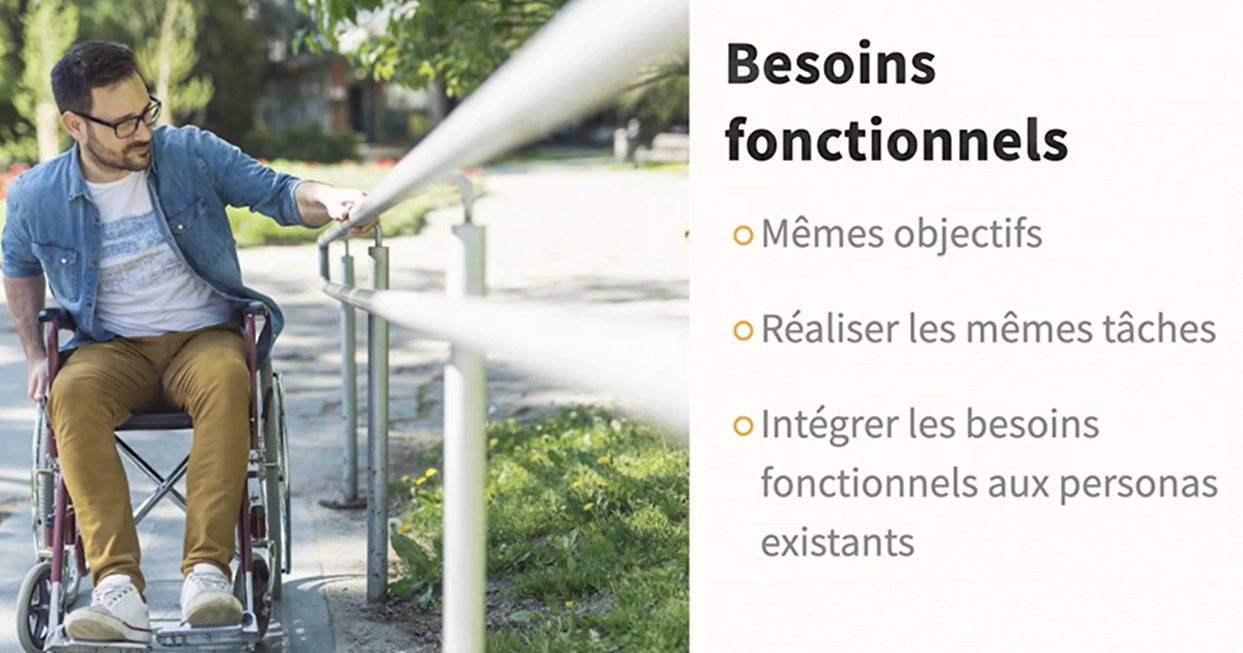 Besoins
fonctionnels
Mêmes objectifs
Réaliser les mêmes tâches
Intégrer les besoins
fonctionnels aux personas
existants